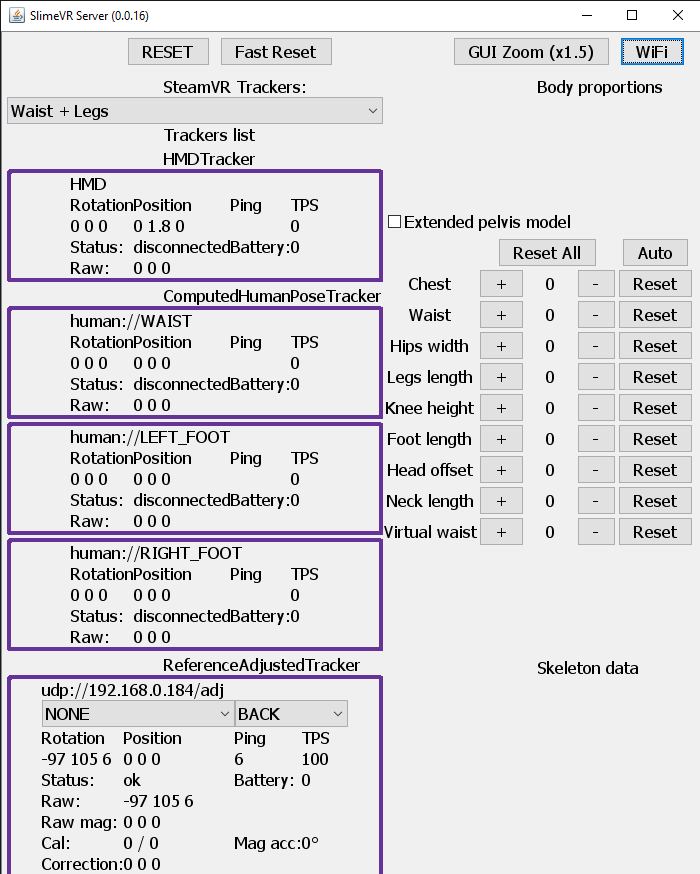 SlimeVR Server (0.0.16)
RESET Fast Reset GUI Zoom (x1.5) WiFi
SteamVR Trackers:
Waist + Legs
Trackers list
HMDTracker
HMD
Rotation Position Ping TPS
0 0 0 0 1.8 0 0
Status: disconnected Battery: 0
Raw: 0 0 0
ComputedHumanPoseTracker
human://WAIST
Rotation Position Ping TPS
0 0 0 0 0 0 0
Status: disconnected Battery: 0
Raw: 0 0 0
human://LEFT_FOOT
Rotation Position Ping TPS
0 0 0 0 0 0 0
Status: disconnected Battery: 0
Raw: 0 0 0
human://RIGHT_FOOT
Rotation Position Ping TPS
0 0 0 0 0 0 0
Status: disconnected Battery: 0
Raw: 0 0 0
ReferenceAdjustedTracker
udp://192.168.0.184/adj
NONE BACK
Rotation Position Ping TPS
-97 105 6 0 0 0 6 100
Status: ok Battery: 0
Raw: -97 105 6
Raw mag: 0 0 0
Cal: 0 / 0 Mag acc: 0°
Correction: 0 0 0
Body proportions
Extended pelvis model
Reset All Auto
Chest + 0 - Reset
Waist + 0 - Reset
Hips width + 0 - Reset
Legs length + 0 - Reset
Knee height + 0 - Reset
Foot length + 0 - Reset
Head offset + 0 - Reset
Neck length + 0 - Reset
Virtual waist + 0 - Reset
Skeleton data